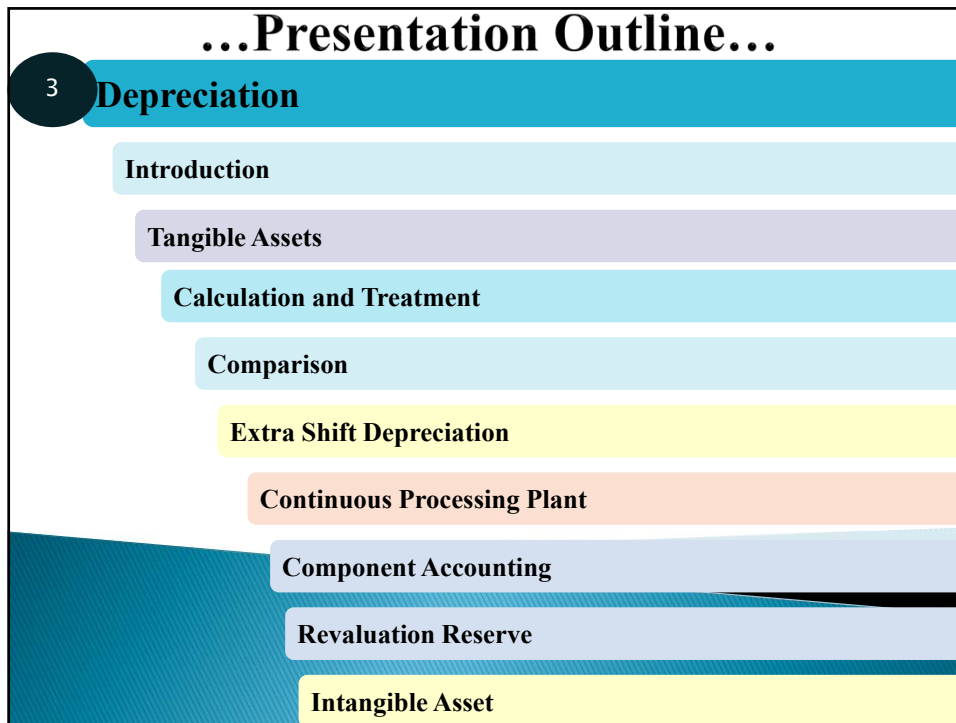 ...Presentation Outline...
3
Depreciation
Introduction
Tangible Assets
Calculation and Treatment
Comparison
Extra Shift Depreciation
Continuous Processing Plant
Component Accounting
Revaluation Reserve
Intangible Asset